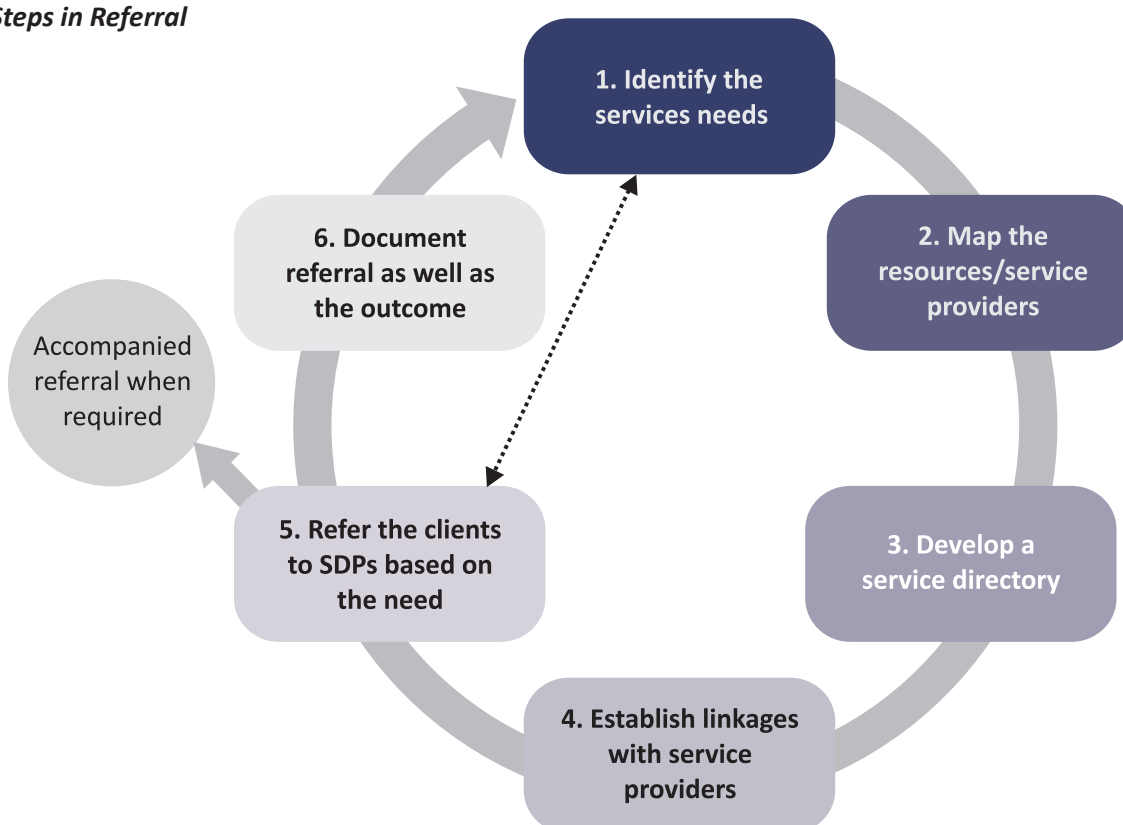 Steps in Referral
1. Identify the
services needs
2. Map the
resources/service
providers
3. Develop a
service directory
4. Establish linkages
with service
providers
5. Refer the clients
to SDPs based on
the need
6. Document
referral as well as
the outcome
Accompanied
referral when
required